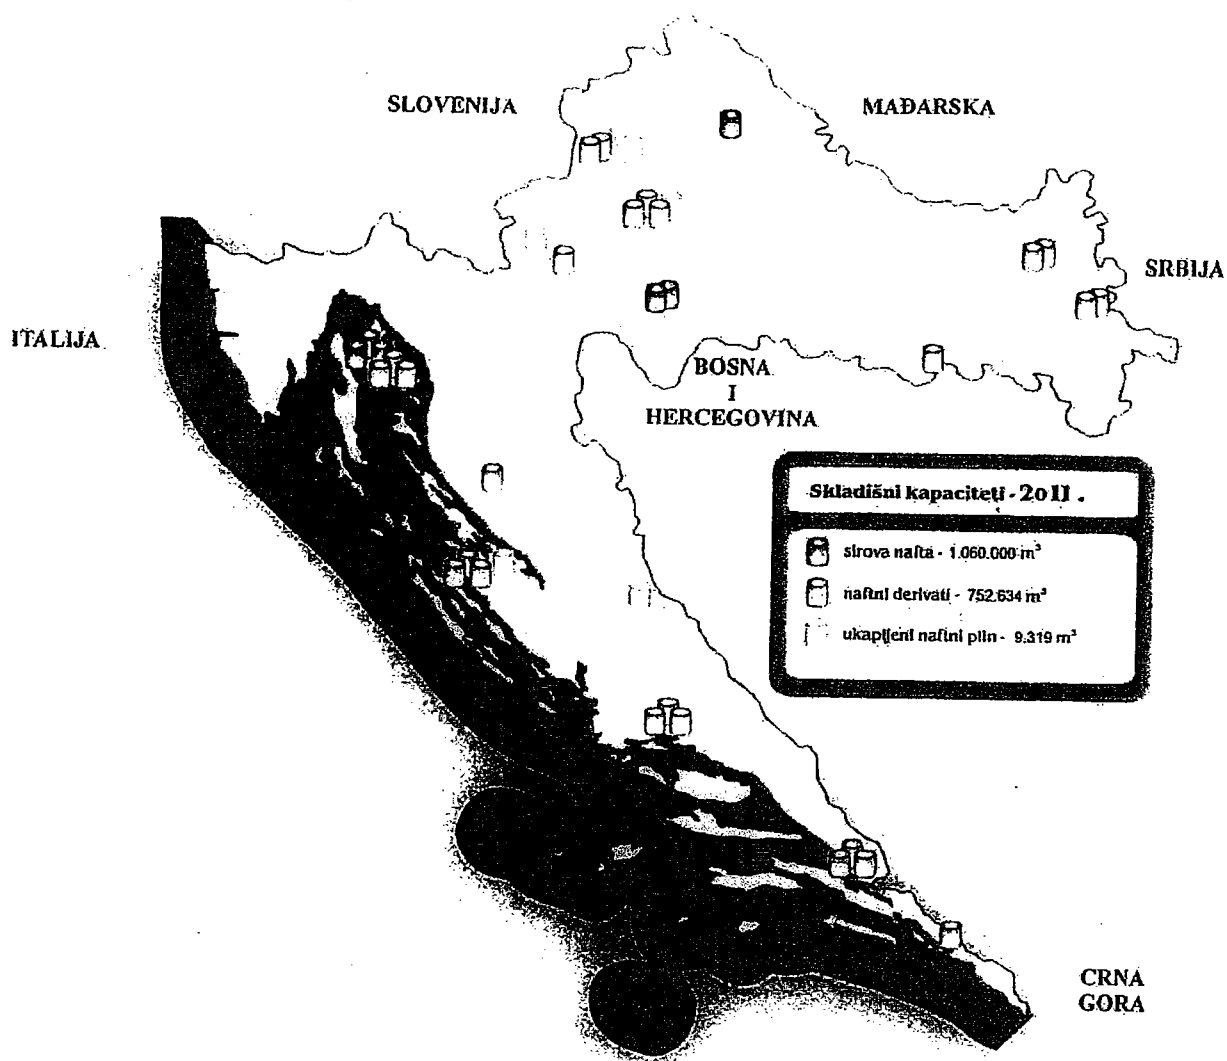 SLOVENIJA
MAĐARSKA
SRBIJA
ITALIJA
BOSNA
I
HERCEGOVINA
Skladišni kapaciteti - 2011.
sirova nafta - 1.060.000 m³
naftni derivati - 752.634 m³
ukapljeni naftni plin - 9.319 m³
CRNA
GORA